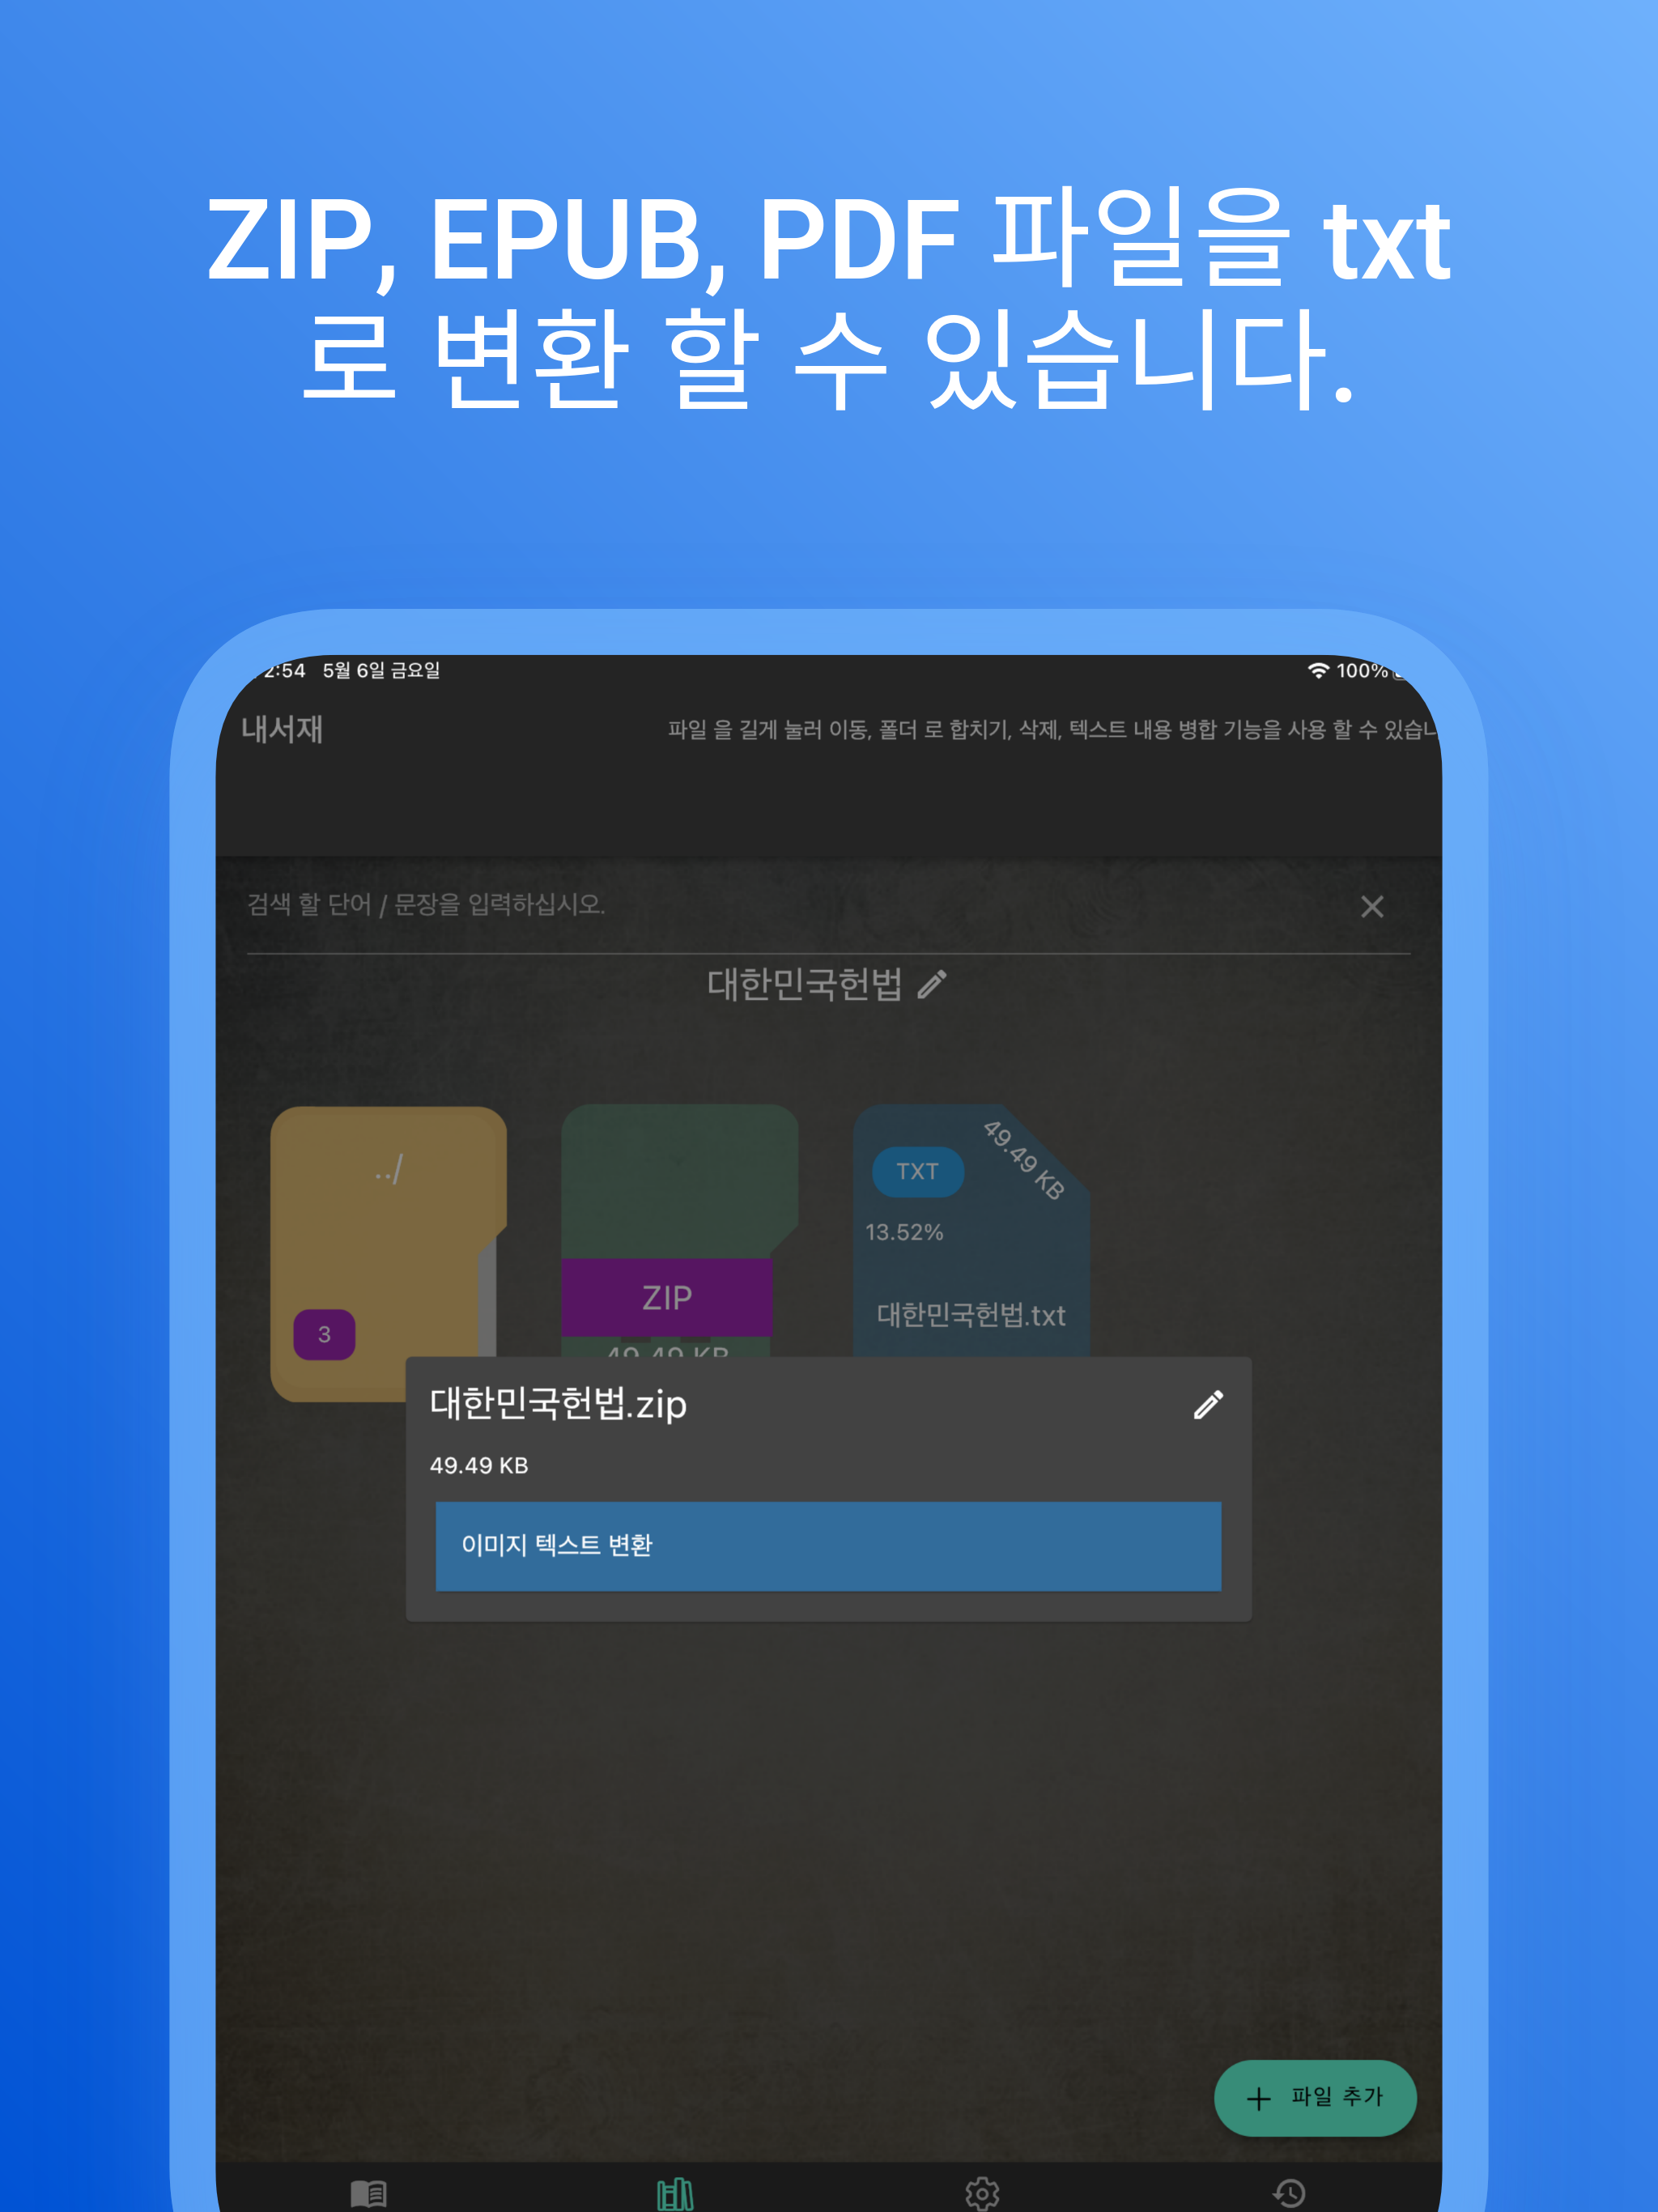 ZIP, EPUB, PDF 파일을 txt
로 변환 할 수 있습니다.
2:54 5월 6일 금요일
100%
내서재
파일 을 길게 눌러 이동, 폴더 로 합치기, 삭제, 텍스트 내용 병합 기능을 사용 할 수
검색 할 단어 / 문장을 입력하십시오.
대한민국헌법
../
3
ZIP
49.49 KB
TXT
49.49 KB
13.52%
대한민국헌법.txt
대한민국헌법.zip
49.49 KB
이미지 텍스트 변환
파일 추가